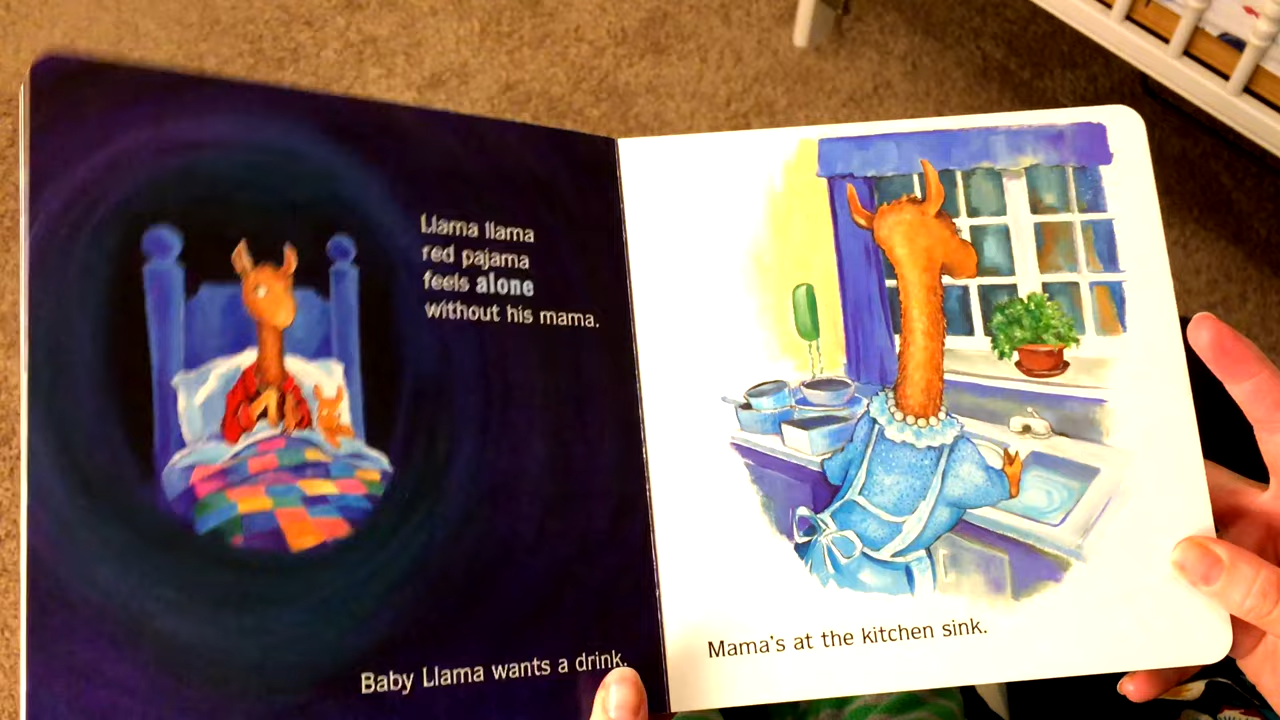 Llama llama
red pajama
feels alone
without his mama.
Baby Llama wants a drink.
Mama's at the kitchen sink.